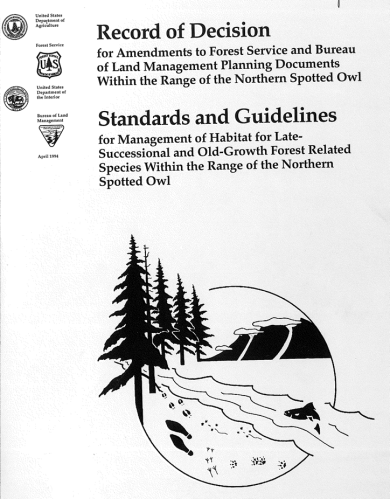 United States
Department of
Agriculture
Forest Service
United States
Department of
the Interior
Bureau of Land
Management
April 1994
Record of Decision
for Amendments to Forest Service and Bureau
of Land Management Planning Documents
Within the Range of the Northern Spotted Owl
Standards and Guidelines
for Management of Habitat for Late-
Successional and Old-Growth Forest Related
Species Within the Range of the Northern
Spotted Owl